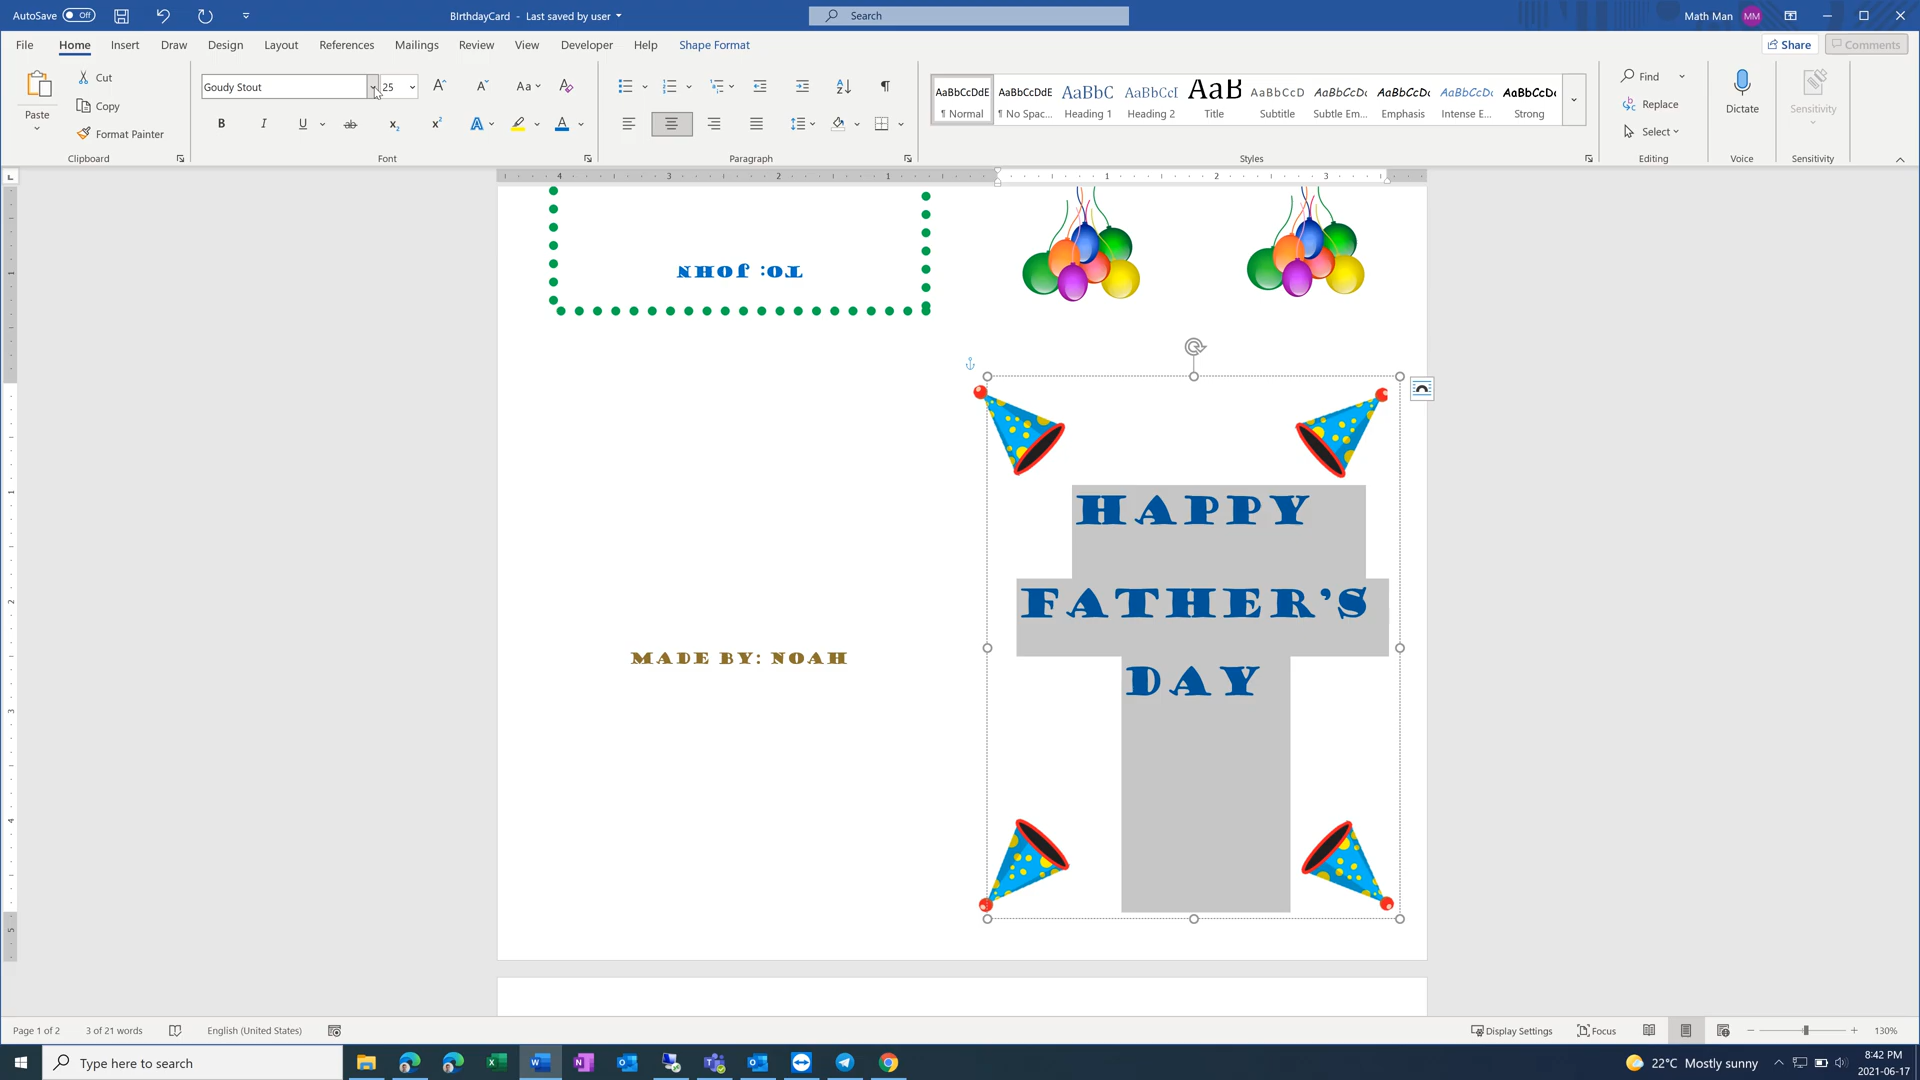 AutoSave Off
BIrthdayCard - Last saved by user
Search
Math Man MM
File Home Insert Draw Design Layout References Mailings Review View Developer Help Shape Format
Share Comments
Paste
Cut
Copy
Format Painter
Clipboard
Goudy Stout 25
Font
Paragraph
AaBbCcDdE AaBbCcDdE AaBbC AaBbCcI AaB AaBbCcD AaBbCcDc AaBbCcDc AaBbCcDc AaBbCcDc
¶ Normal ¶ No Spac... Heading 1 Heading 2 Title Subtitle Subtle Em... Emphasis Intense E... Strong
Styles
Find
Replace
Select
Editing
Dictate
Voice
Sensitivity
Sensitivity
TO: JOHN
HAPPY
FATHER'S
DAY
MADE BY: NOAH
Page 1 of 2 3 of 21 words English (United States) Display Settings Focus 130%
Type here to search
22°C Mostly sunny
8:42 PM
2021-06-17